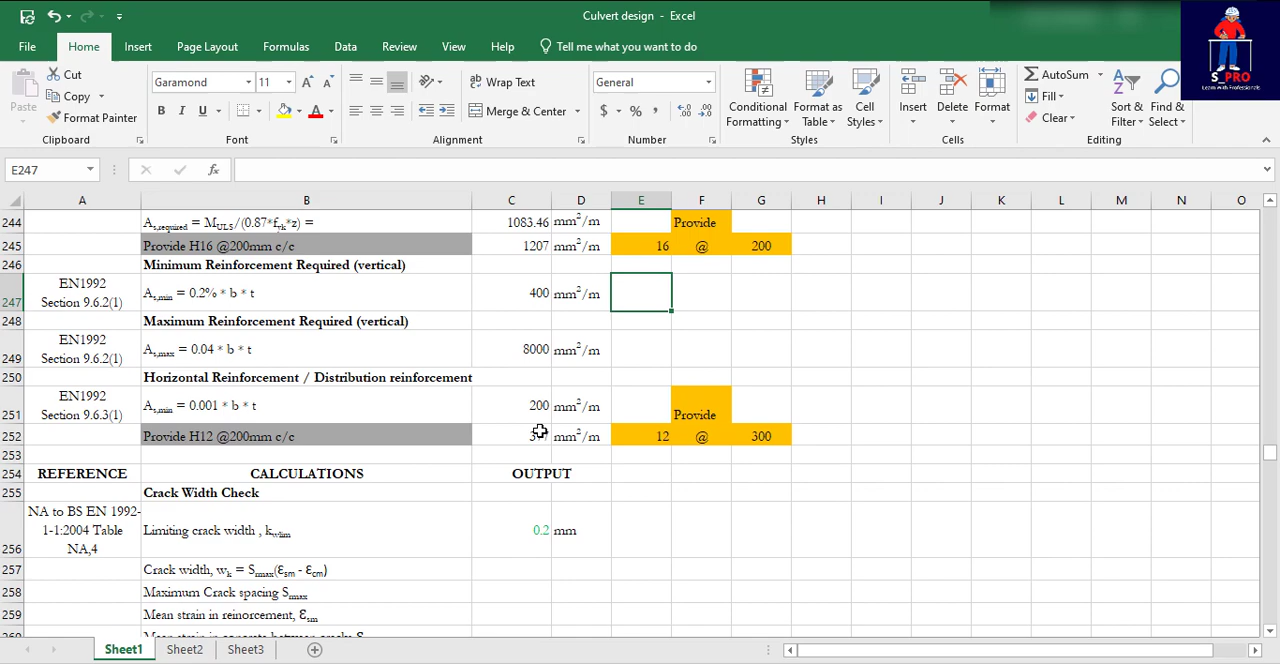 Culvert design - Excel
File Home Insert Page Layout Formulas Data Review View Help Tell me what you want to do
S_PRO
Learn with Professionals
Paste
Cut
Copy
Format Painter
Clipboard
Garamond 11
B I U
Font
Wrap Text
Merge & Center
Alignment
General
$ % ,
Number
Conditional Formatting
Format as Table
Cell Styles
Styles
Insert
Delete
Format
Cells
AutoSum
Fill
Clear
Sort & Filter
Find & Select
Editing
E247 fx
A B C D E F G H I J K L M N O
244 As,required = MULS/(0.87*fyk*z) = 1083.46 mm²/m Provide
245 Provide H16 @200mm c/c 1207 mm²/m 16 @ 200
246 Minimum Reinforcement Required (vertical)
247 EN1992 Section 9.6.2(1) As,min = 0.2% * b * t 400 mm²/m
248 Maximum Reinforcement Required (vertical)
249 EN1992 Section 9.6.2(1) As,max = 0.04 * b * t 8000 mm²/m
250 Horizontal Reinforcement / Distribution reinforcement
251 EN1992 Section 9.6.3(1) As,min = 0.001 * b * t 200 mm²/m Provide
252 Provide H12 @200mm c/c mm²/m 12 @ 300
253
254 REFERENCE CALCULATIONS OUTPUT
255 Crack Width Check
256 NA to BS EN 1992-1-1:2004 Table NA,4 Limiting crack width , kwlim 0.2 mm
257 Crack width, wk = Srmax(Ɛsm - Ɛcm)
258 Maximum Crack spacing Srmax
259 Mean strain in reinorcement, Ɛsm
Sheet1 Sheet2 Sheet3